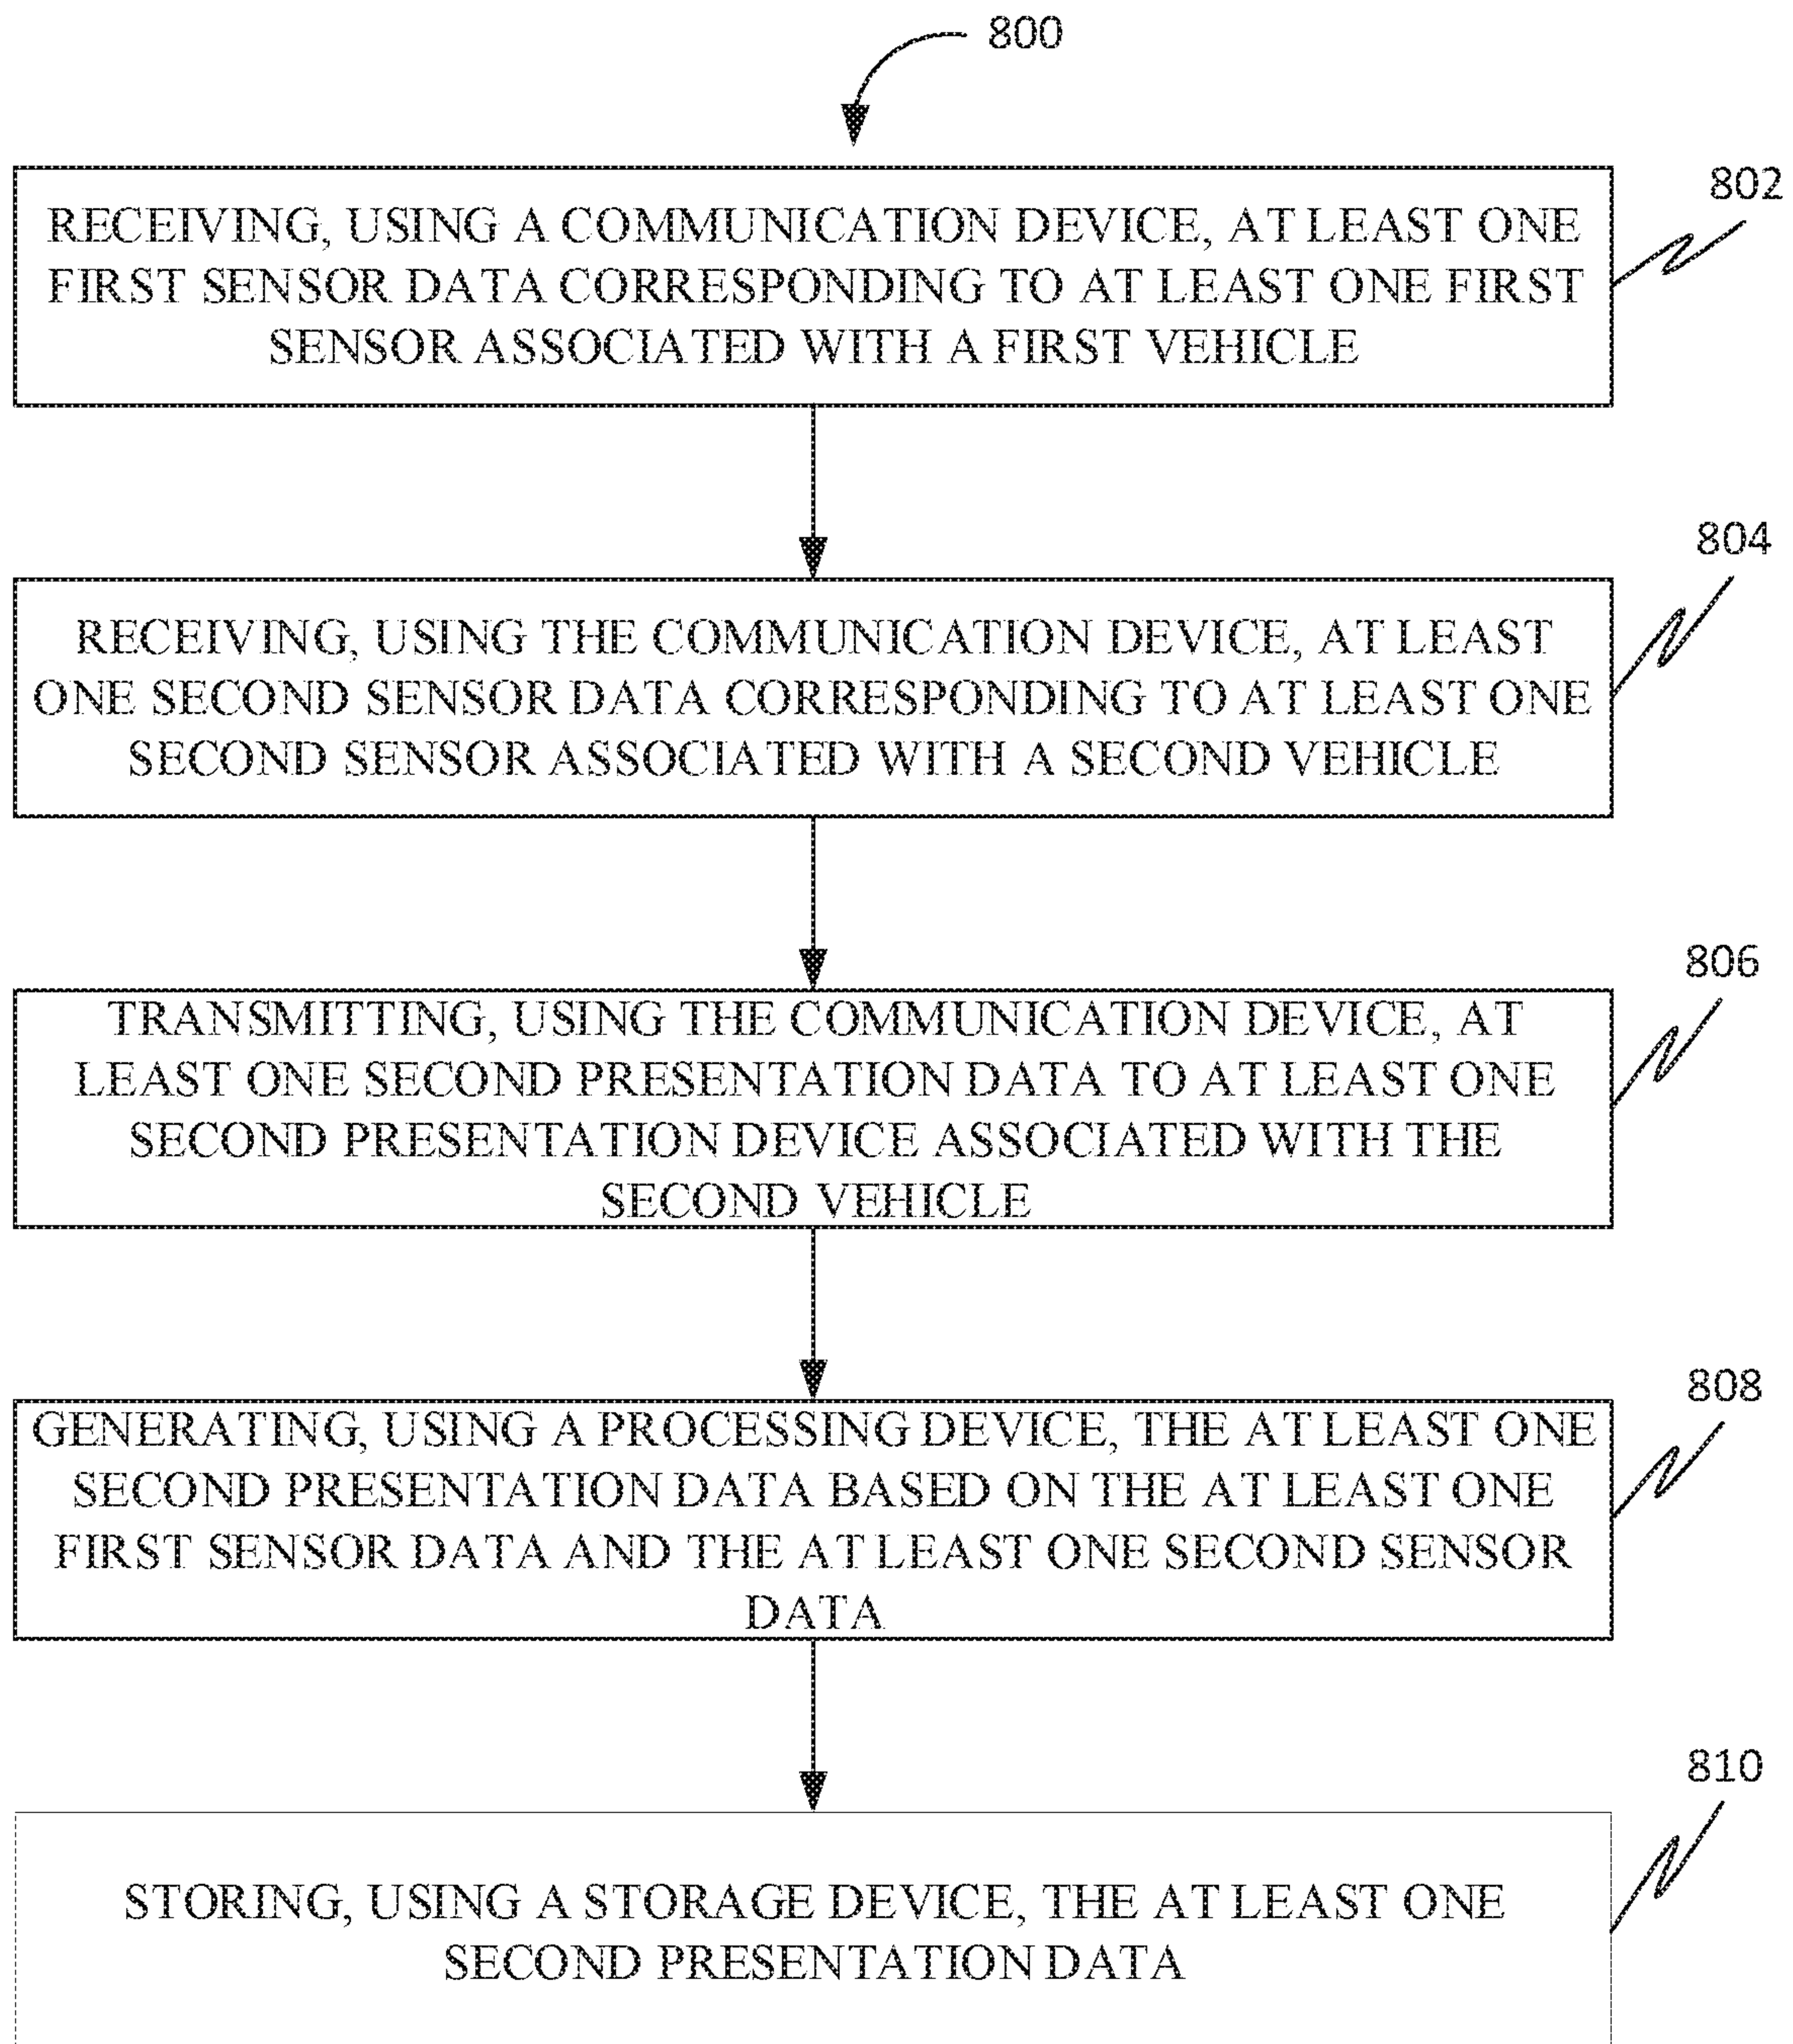 800
802
RECEIVING, USING A COMMUNICATION DEVICE, AT LEAST ONE
FIRST SENSOR DATA CORRESPONDING TO AT LEAST ONE FIRST
SENSOR ASSOCIATED WITH A FIRST VEHICLE
804
RECEIVING, USING THE COMMUNICATION DEVICE, AT LEAST
ONE SECOND SENSOR DATA CORRESPONDING TO AT LEAST ONE
SECOND SENSOR ASSOCIATED WITH A SECOND VEHICLE
806
TRANSMITTING, USING THE COMMUNICATION DEVICE, AT
LEAST ONE SECOND PRESENTATION DATA TO AT LEAST ONE
SECOND PRESENTATION DEVICE ASSOCIATED WITH THE
SECOND VEHICLE
808
GENERATING, USING A PROCESSING DEVICE, THE AT LEAST ONE
SECOND PRESENTATION DATA BASED ON THE AT LEAST ONE
FIRST SENSOR DATA AND THE AT LEAST ONE SECOND SENSOR
DATA
810
STORING, USING A STORAGE DEVICE, THE AT LEAST ONE
SECOND PRESENTATION DATA